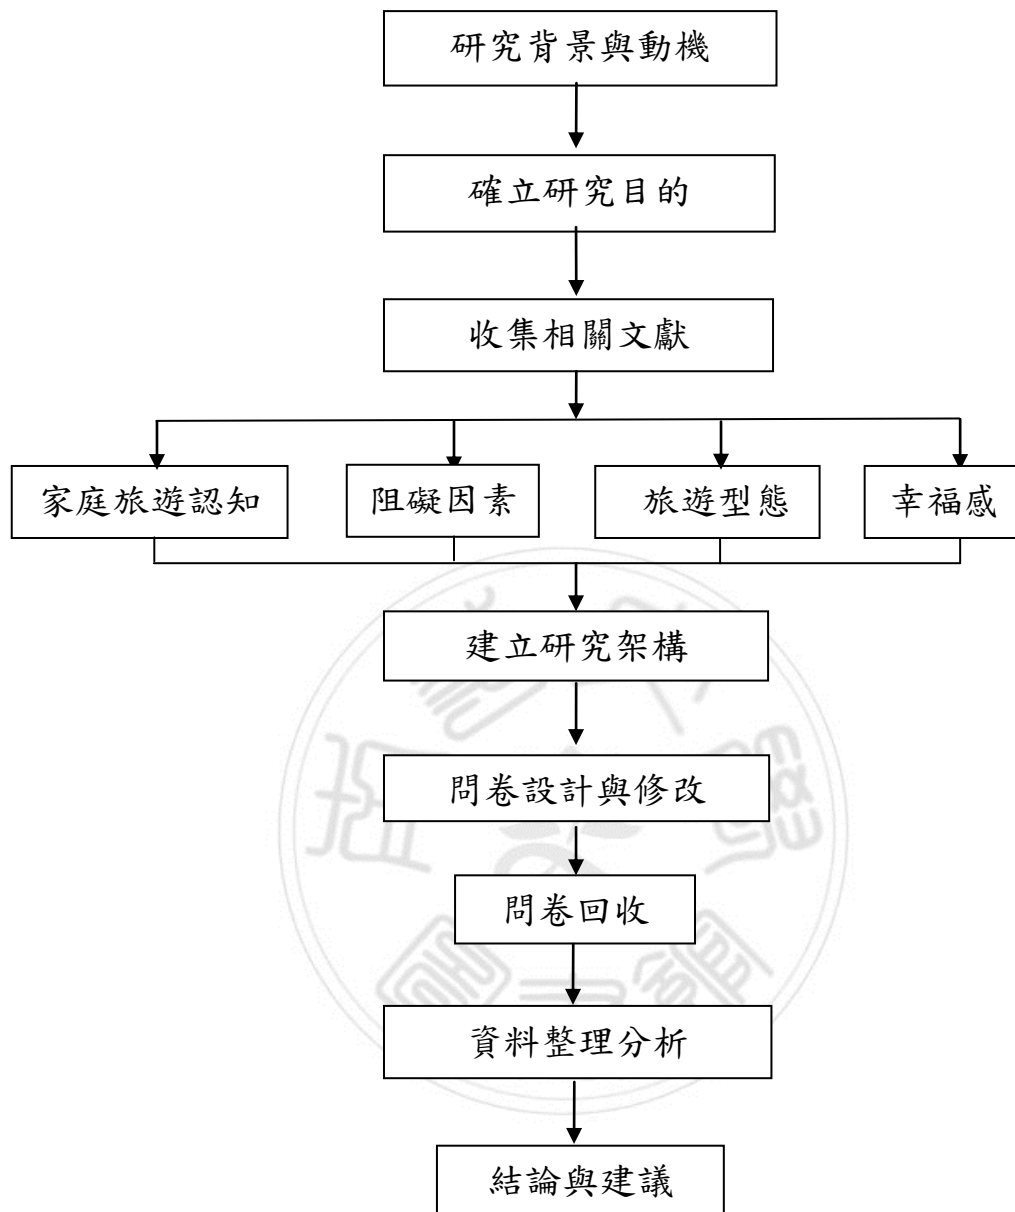 研究背景與動機
確立研究目的
收集相關文獻
家庭旅遊認知
阻礙因素
旅遊型態
幸福感
建立研究架構
問卷設計與修改
問卷回收
資料整理分析
結論與建議